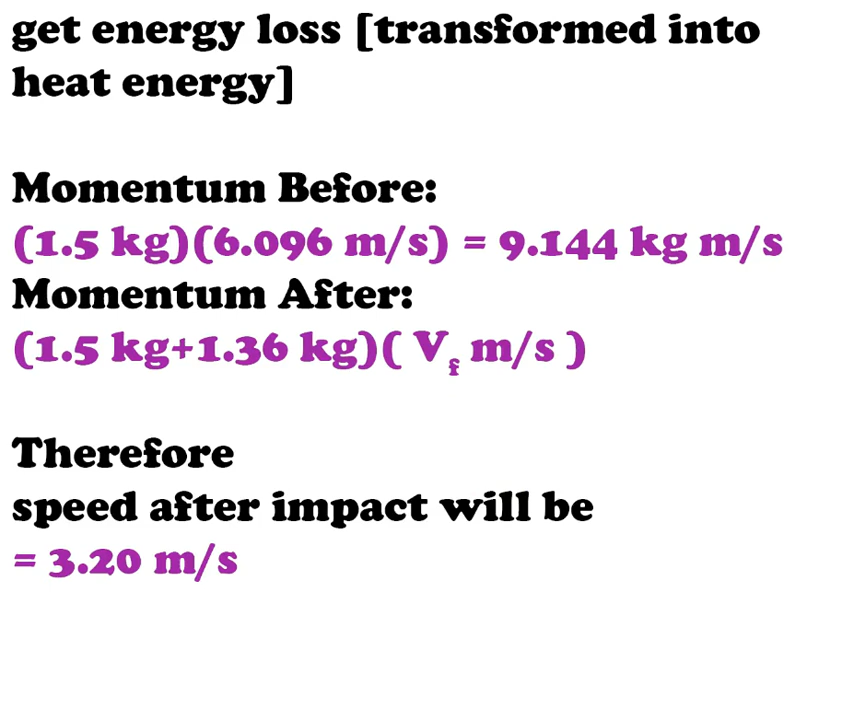 get energy loss [transformed into
heat energy]
Momentum Before:
(1.5 kg)(6.096 m/s) = 9.144 kg m/s
Momentum After:
(1.5 kg+1.36 kg)( V_f m/s )
Therefore
speed after impact will be
= 3.20 m/s